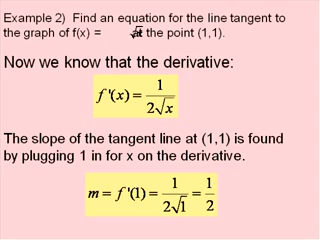 Example 2) Find an equation for the line tangent to
the graph of f(x) = √x at the point (1,1).
Now we know that the derivative:
f'(x) = 1/(2√x)
The slope of the tangent line at (1,1) is found
by plugging 1 in for x on the derivative.
m = f'(1) = 1/(2√1) = 1/2